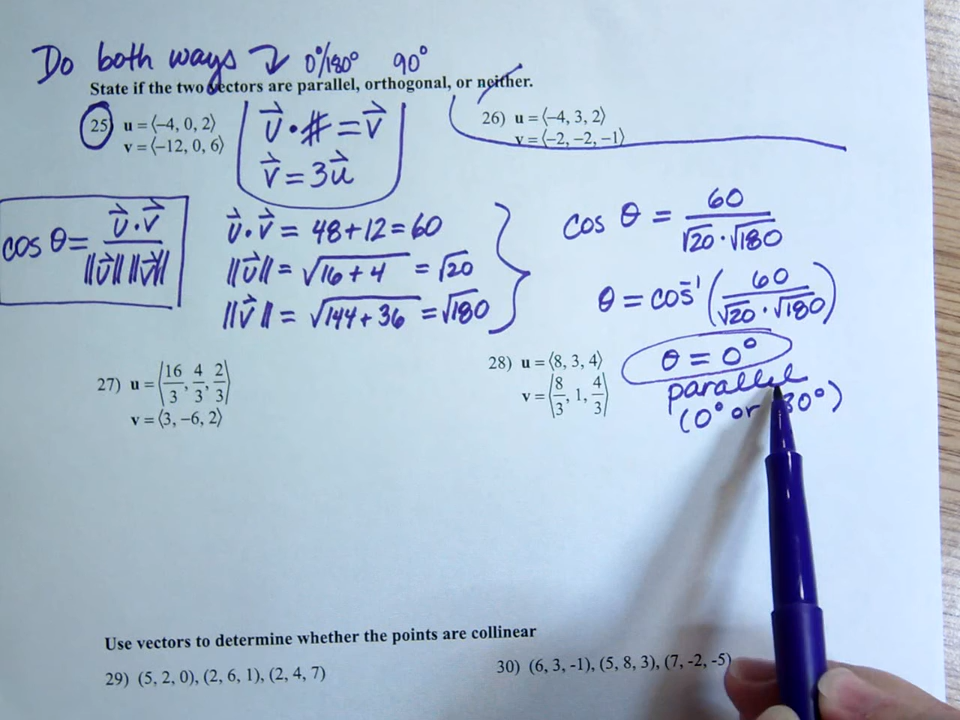 Do both ways ↴ 0°/180° 90°
State if the two vectors are parallel, orthogonal, or neither.
25) u = ⟨-4, 0, 2⟩
v = ⟨-12, 0, 6⟩
U⃗ · # = V⃗
V⃗ = 3u⃗
26) u = ⟨-4, 3, 2⟩
v = ⟨-2, -2, -1⟩
cos θ = U⃗·V⃗ / ||U⃗|| ||V⃗||
U⃗ · V⃗ = 48 + 12 = 60
||U⃗|| = √(16 + 4) = √20
||V⃗|| = √(144 + 36) = √180
cos θ = 60 / √20 · √180
θ = cos⁻¹ (60 / √20 · √180)
θ = 0°
parallel
(0° or 180°)
27) u = ⟨16/3, 4/3, 2/3⟩
v = ⟨3, -6, 2⟩
28) u = ⟨8, 3, 4⟩
v = ⟨8/3, 1, 4/3⟩
Use vectors to determine whether the points are collinear
29) (5, 2, 0), (2, 6, 1), (2, 4, 7)
30) (6, 3, -1), (5, 8, 3), (7, -2, -5)